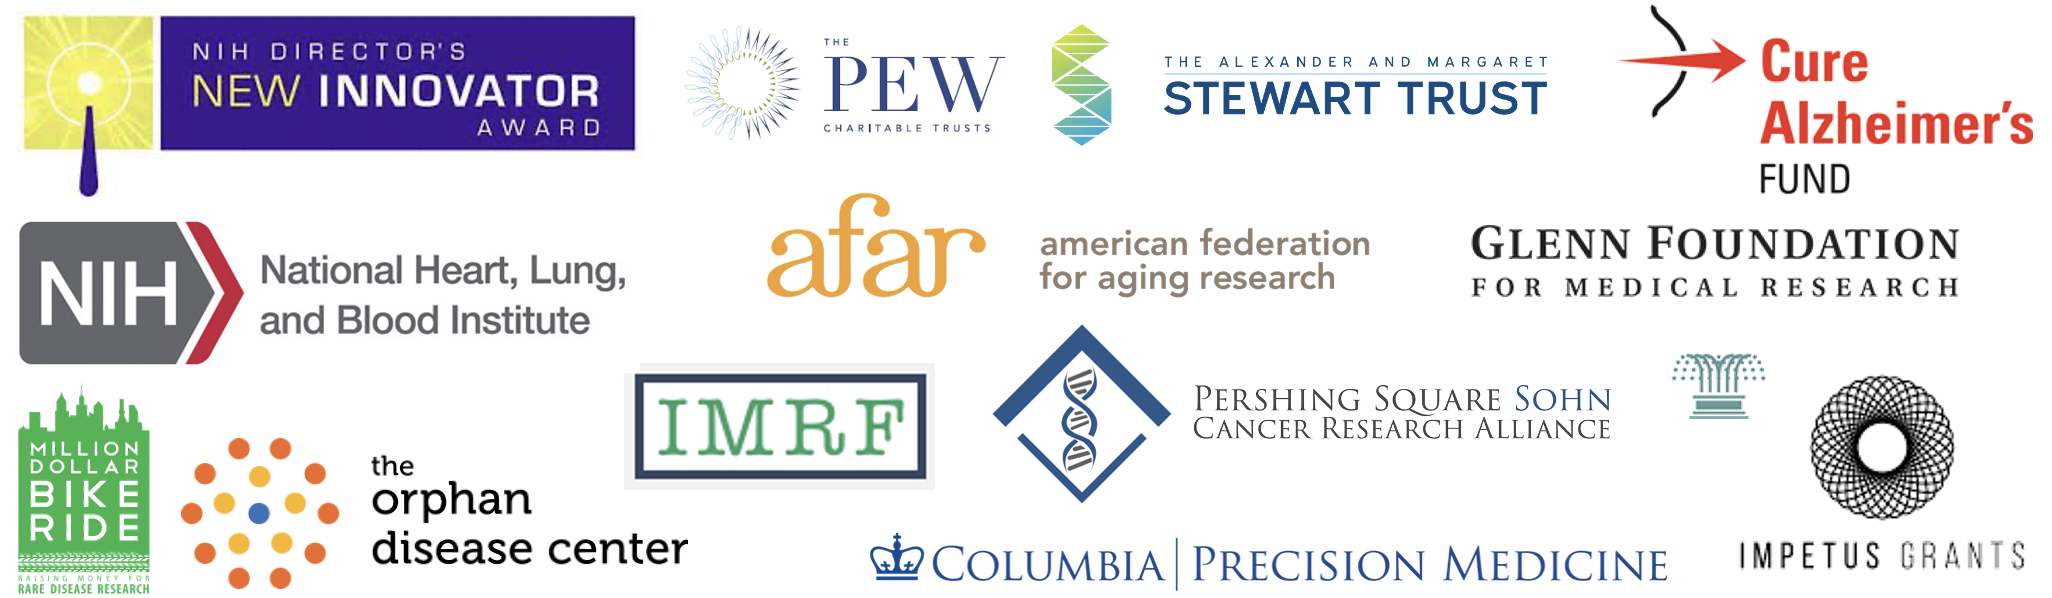 NIH DIRECTOR'S
NEW INNOVATOR
AWARD
THE
PEW
CHARITABLE TRUSTS
THE ALEXANDER AND MARGARET
STEWART TRUST
Cure
Alzheimer's
FUND
NIH
National Heart, Lung,
and Blood Institute
afar
american federation
for aging research
GLENN FOUNDATION
FOR MEDICAL RESEARCH
MILLION
DOLLAR
BIKE
RIDE
RAISING MONEY FOR
RARE DISEASE RESEARCH
the
orphan
disease center
IMRF
PERSHING SQUARE SOHN
CANCER RESEARCH ALLIANCE
COLUMBIA | PRECISION MEDICINE
IMPETUS GRANTS